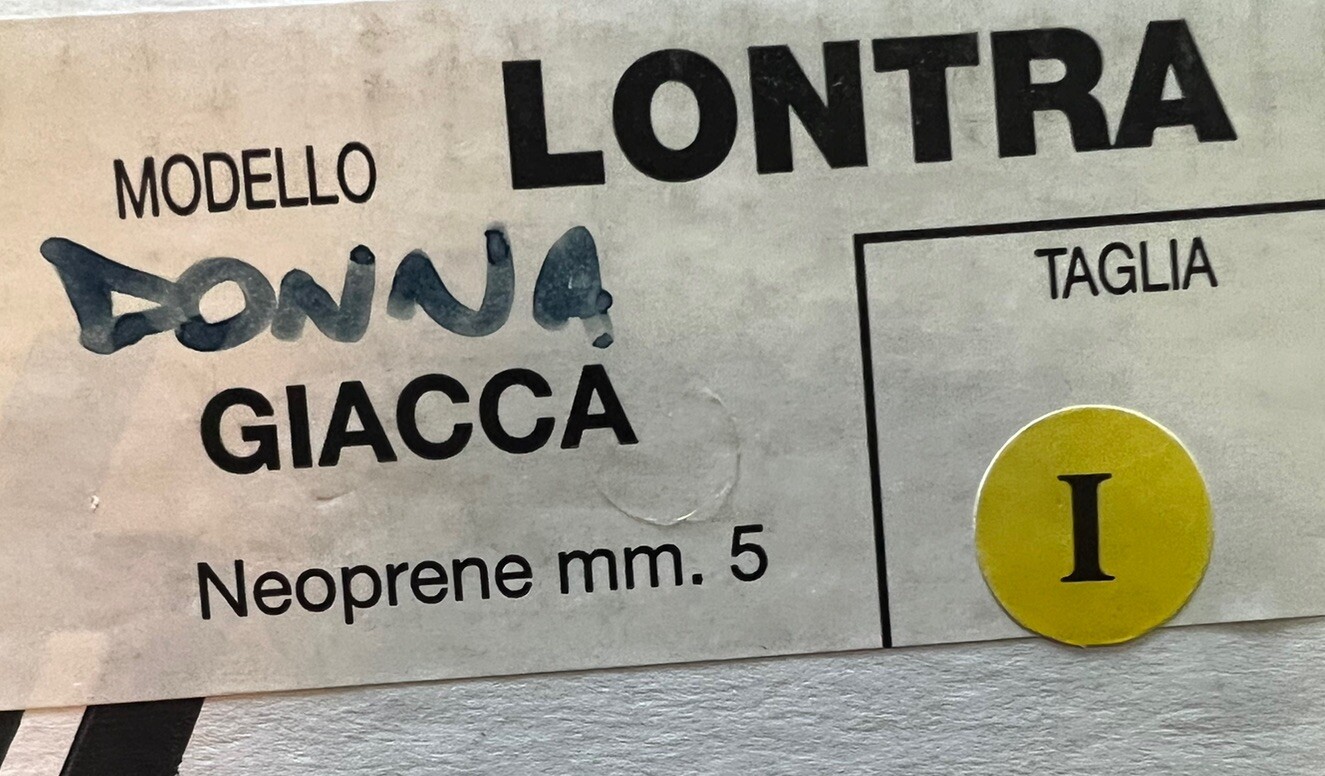 MODELLO LONTRA
DONNA
GIACCA
Neoprene mm. 5
TAGLIA
I